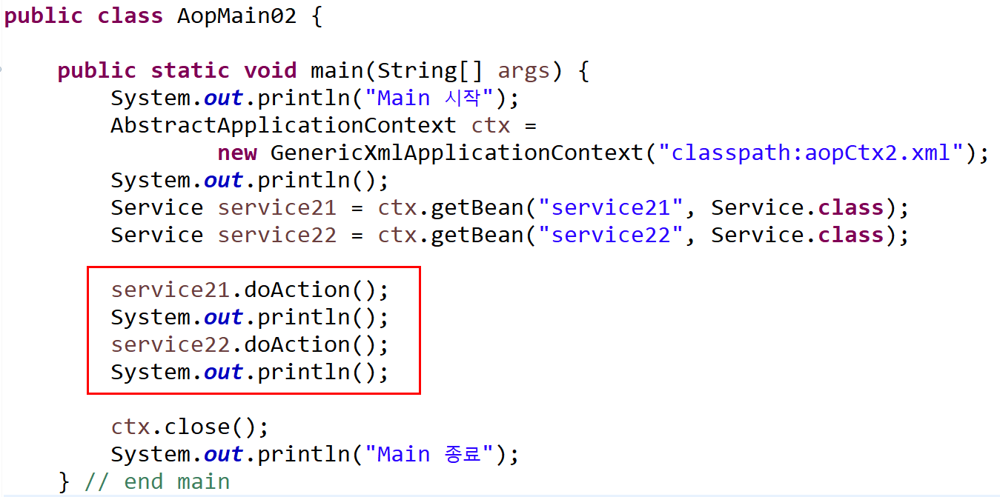 public class AopMain02 {
public static void main(String[] args) {
System.out.println("Main 시작");
AbstractApplicationContext ctx =
new GenericXmlApplicationContext("classpath:aopCtx2.xml");
System.out.println();
Service service21 = ctx.getBean("service21", Service.class);
Service service22 = ctx.getBean("service22", Service.class);
service21.doAction();
System.out.println();
service22.doAction();
System.out.println();
ctx.close();
System.out.println("Main 종료");
} // end main